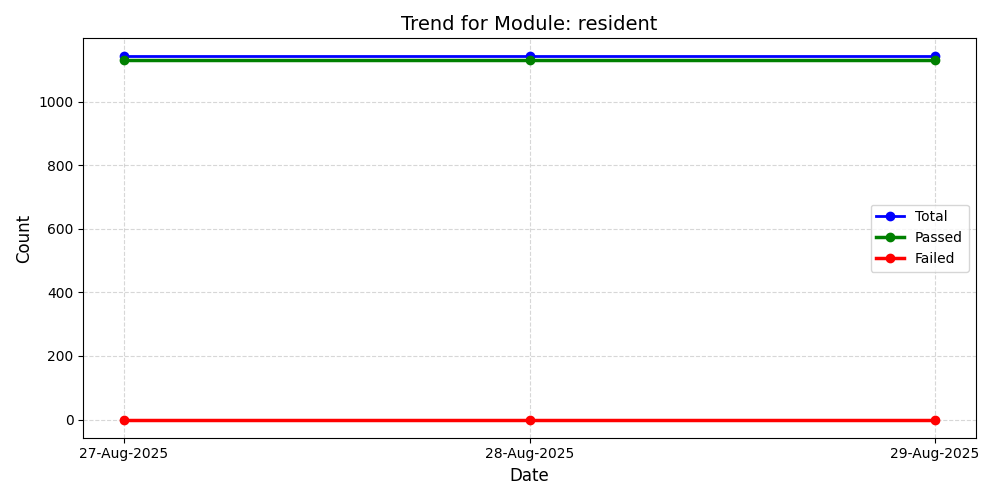 Trend for Module: resident
Count
1000
800
600
400
200
0
Total
Passed
Failed
27-Aug-2025
28-Aug-2025
29-Aug-2025
Date